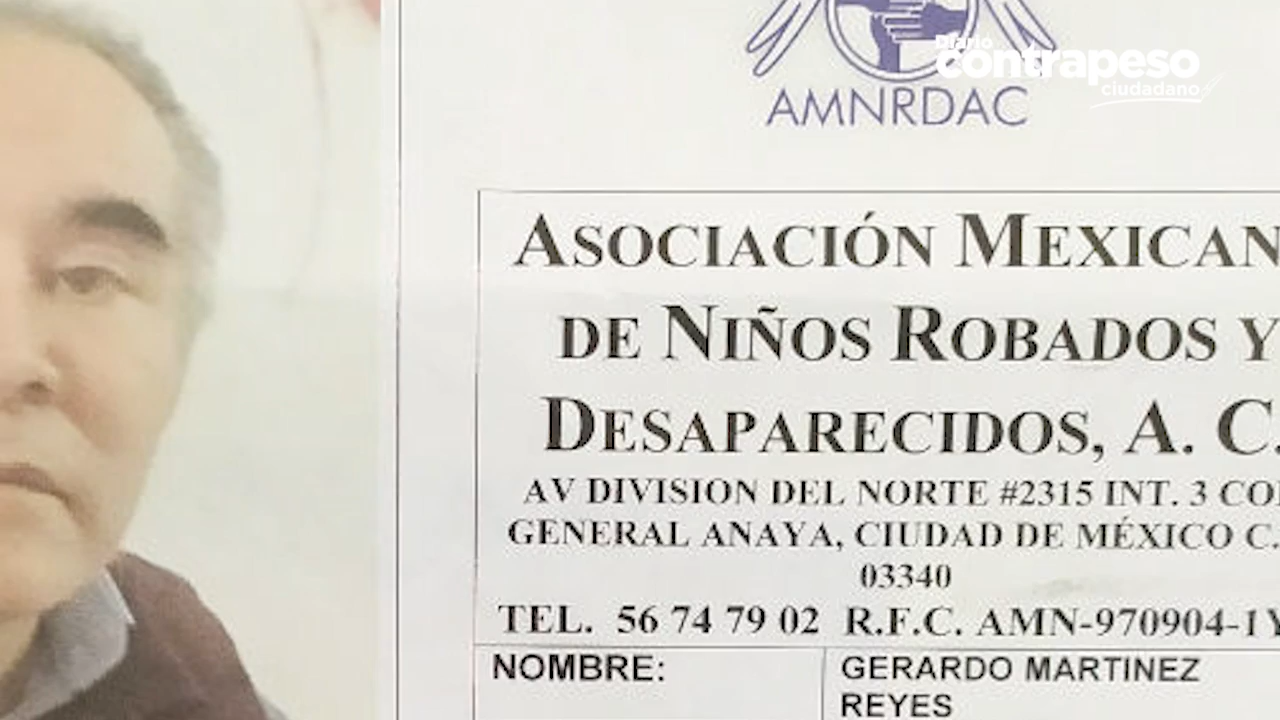 Diario
contrapeso
ciudadano
AMNRDAC
ASOCIACIÓN MEXICAN
DE NIÑOS ROBADOS Y
DESAPARECIDOS, A. C.
AV DIVISION DEL NORTE #2315 INT. 3 CO
GENERAL ANAYA, CIUDAD DE MÉXICO C.
03340
TEL. 56 74 79 02 R.F.C. AMN-970904-1Y
NOMBRE:
GERARDO MARTINEZ
REYES